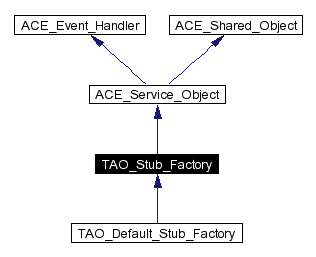 ACE_Event_Handler
ACE_Shared_Object
ACE_Service_Object
TAO_Stub_Factory
TAO_Default_Stub_Factory